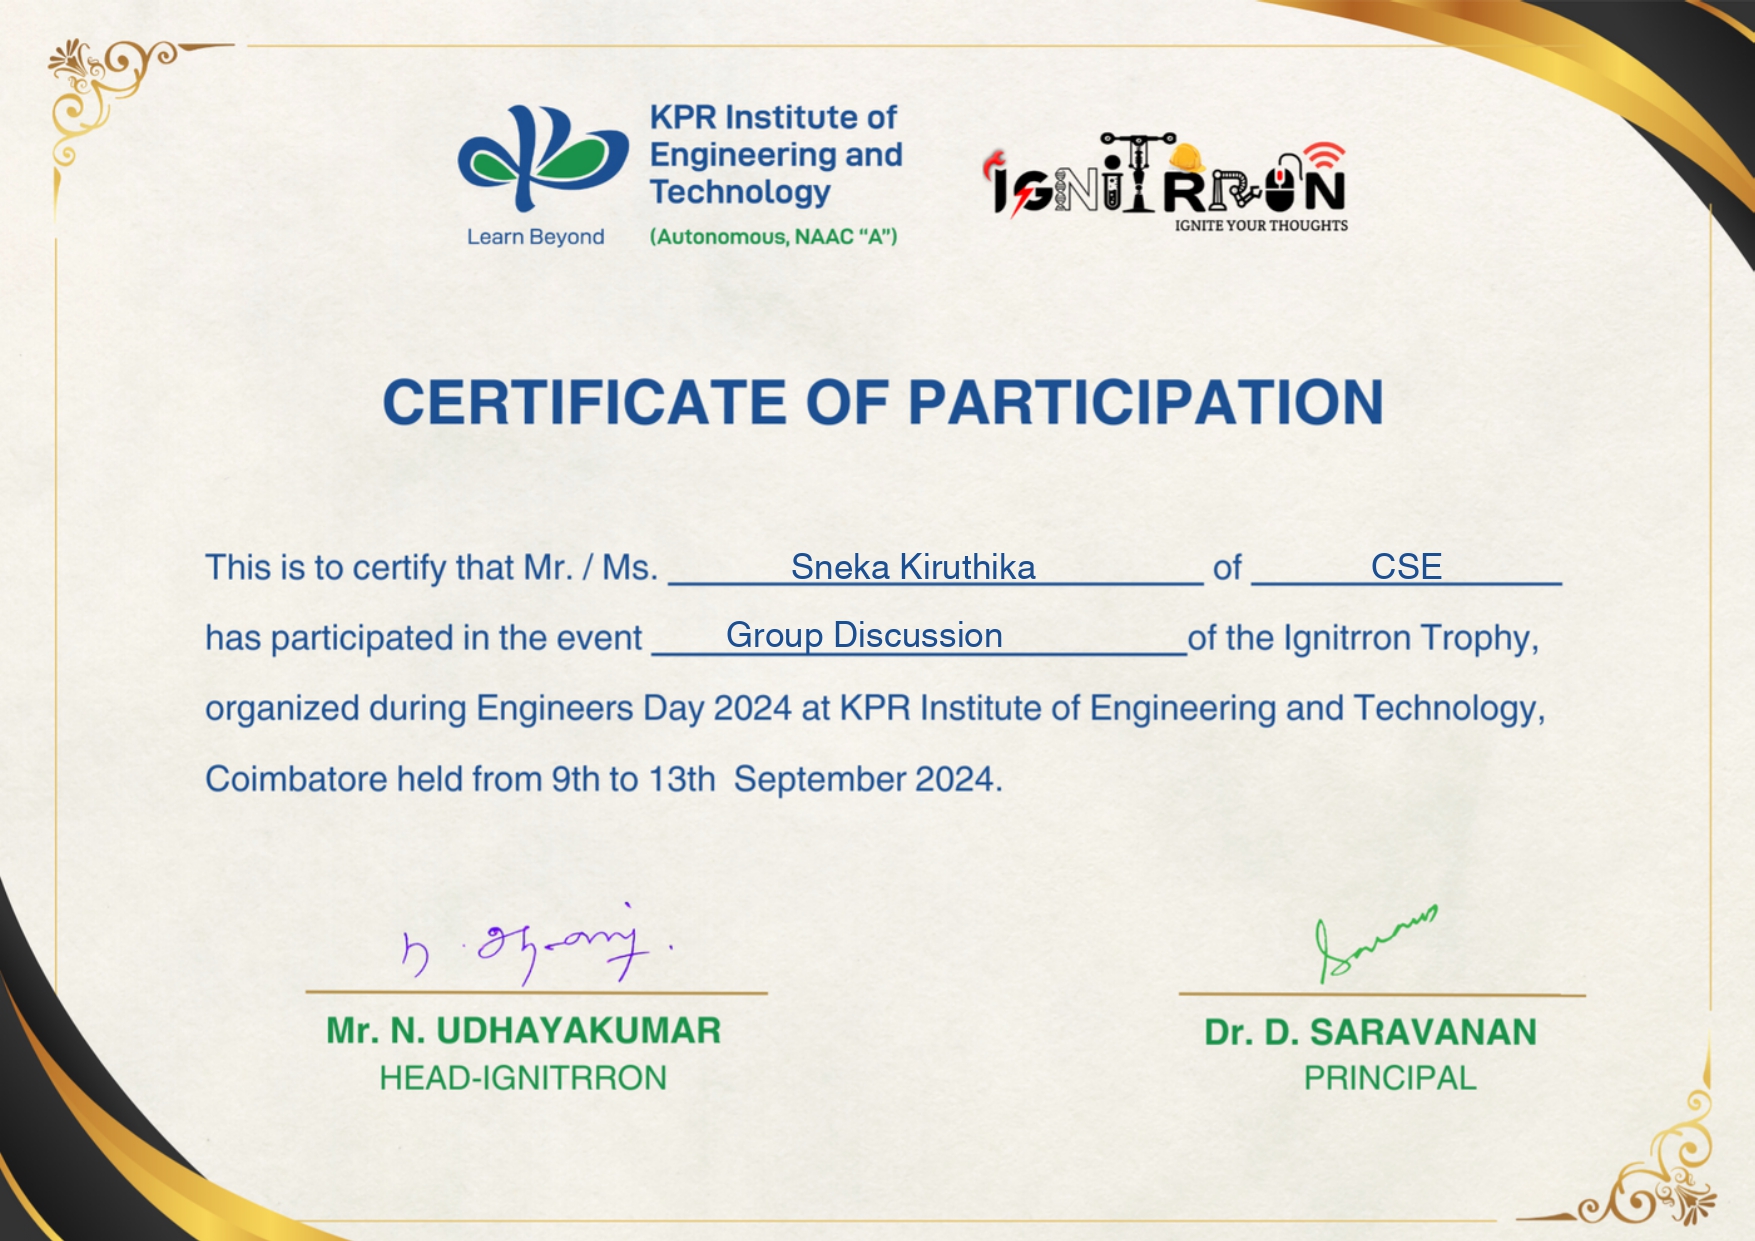 KPR Institute of
Engineering and
Technology
Learn Beyond
(Autonomous, NAAC “A”)
IGNITRRON
IGNITE YOUR THOUGHTS
CERTIFICATE OF PARTICIPATION
This is to certify that Mr. / Ms. Sneka Kiruthika of CSE
has participated in the event Group Discussion of the Ignitrron Trophy,
organized during Engineers Day 2024 at KPR Institute of Engineering and Technology,
Coimbatore held from 9th to 13th September 2024.
Mr. N. UDHAYAKUMAR
HEAD-IGNITRRON
Dr. D. SARAVANAN
PRINCIPAL